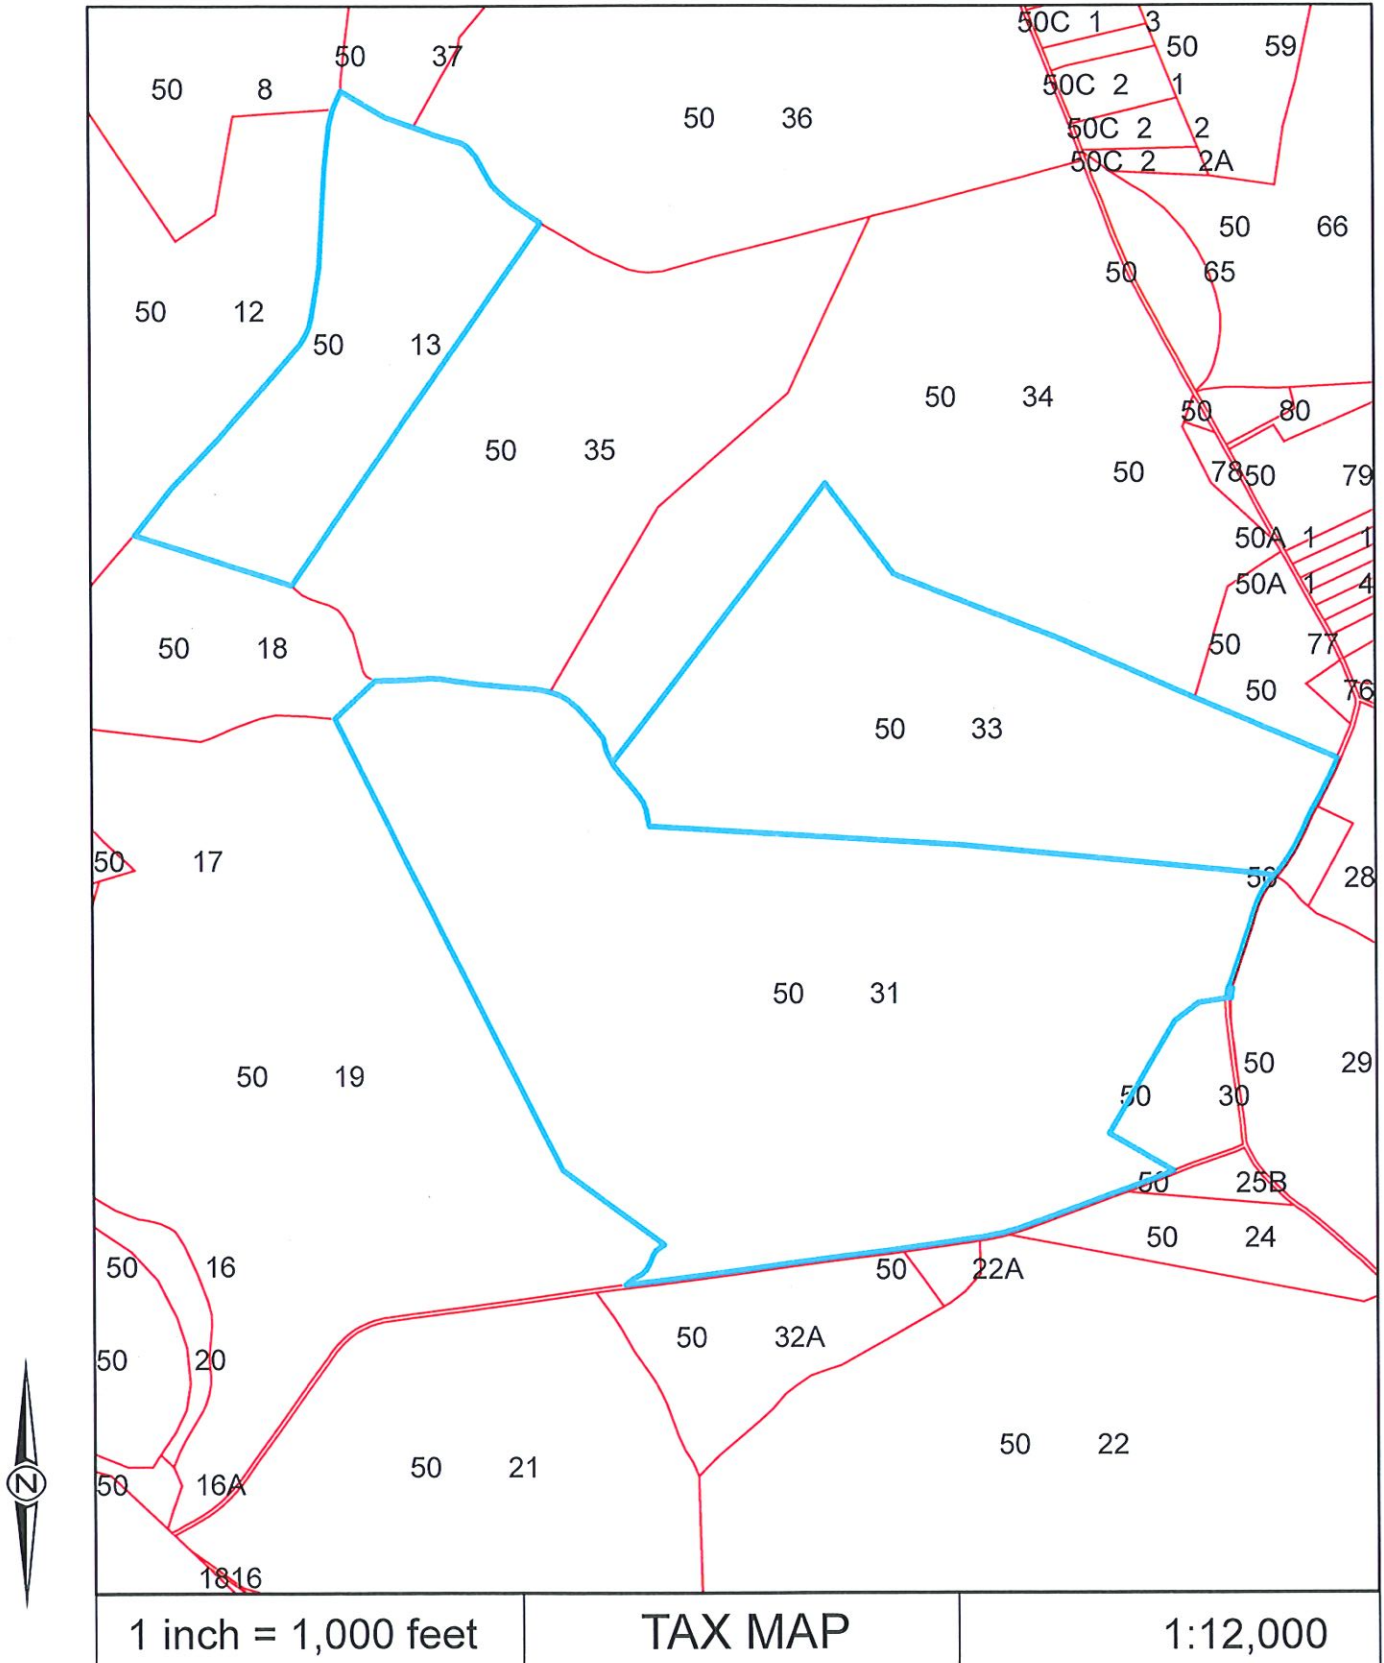 50C 1 3
50 59
50 37
50 8
50C 2 1
50 36
50C 2 2
50C 2 2A
50 66
50 65
50 12
50 13
50 34
50 80
50 35
50 78
50 79
50A 1 1
50A 1 4
50 18
50 77
50 76
50 33
50 17
50 28
50 31
50 29
50 19
50 30
50 25B
50 24
50 16
50 22A
50 32A
50 20
50 22
50 21
50 16A
1816
N
1 inch = 1,000 feet
TAX MAP
1:12,000